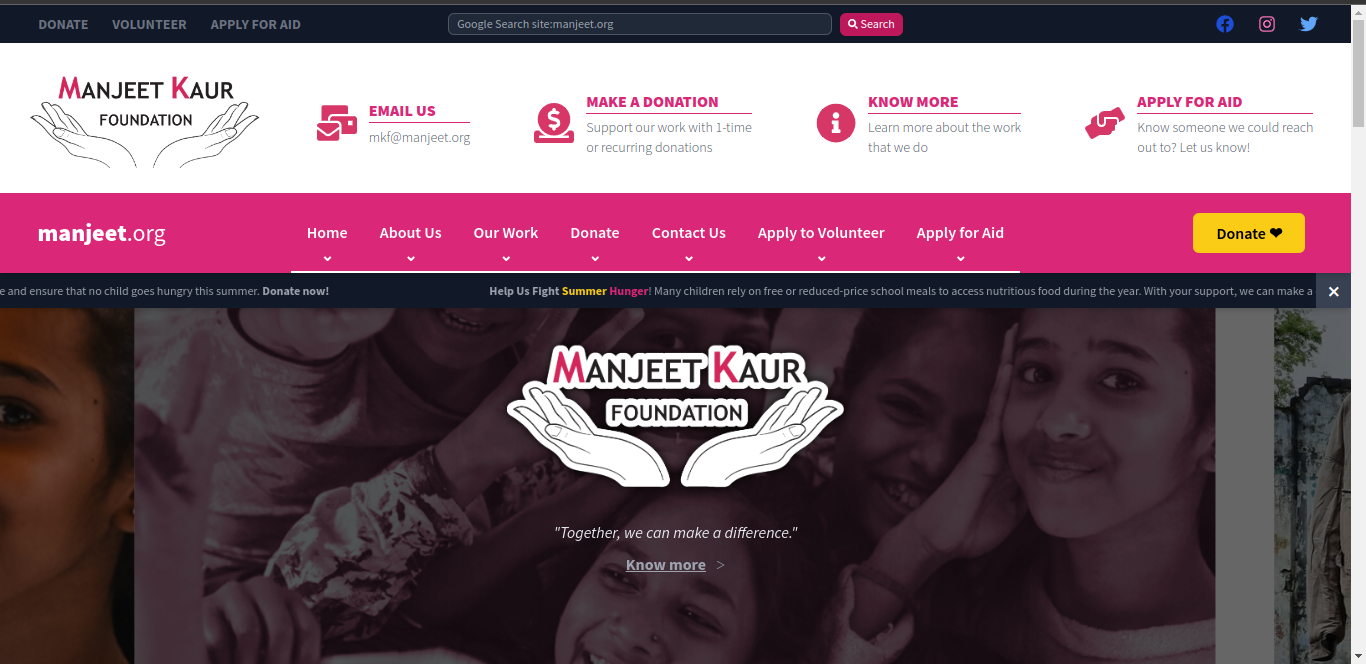 DONATE VOLUNTEER APPLY FOR AID
Google Search site:manjeet.org
Search
MANJEET KAUR
FOUNDATION
EMAIL US
mkf@manjeet.org
MAKE A DONATION
Support our work with 1-time
or recurring donations
KNOW MORE
Learn more about the work
that we do
APPLY FOR AID
Know someone we could reach
out to? Let us know!
manjeet.org
Home About Us Our Work Donate Contact Us Apply to Volunteer Apply for Aid
Donate ❤
e and ensure that no child goes hungry this summer. Donate now! Help Us Fight Summer Hunger! Many children rely on free or reduced-price school meals to access nutritious food during the year. With your support, we can make a
MANJEET KAUR
FOUNDATION
"Together, we can make a difference."
Know more >